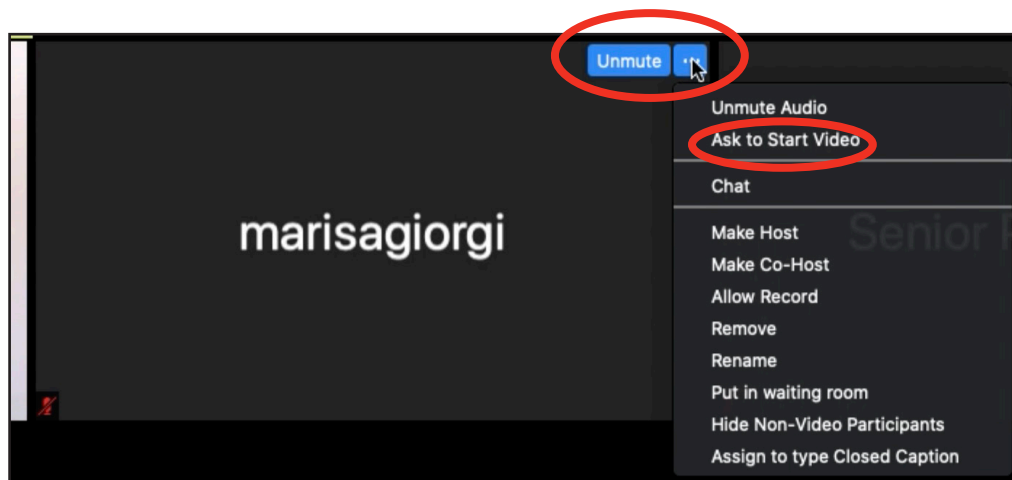 Unmute ...
Unmute Audio
Ask to Start Video
Chat
marisagiorgi
Make Host
Senior
Make Co-Host
Allow Record
Remove
Rename
Put in waiting room
Hide Non-Video Participants
Assign to type Closed Caption